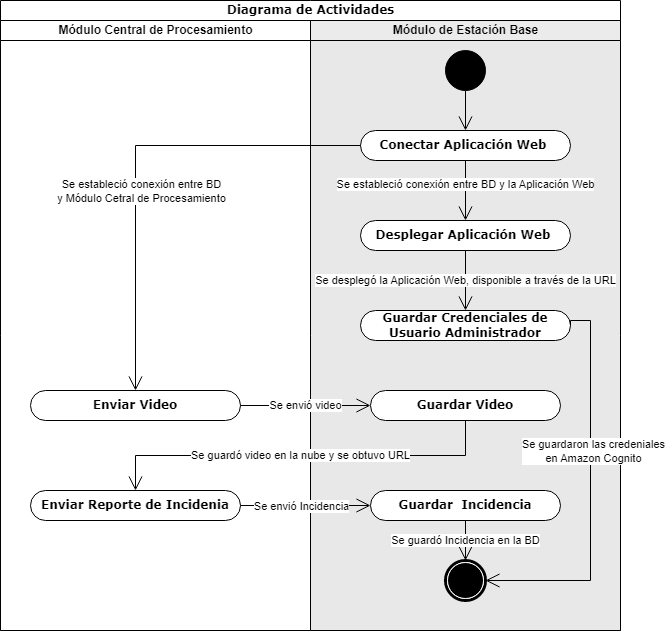 Diagrama de Actividades
Módulo Central de Procesamiento
Módulo de Estación Base
Conectar Aplicación Web
Se estableció conexión entre BD
y Módulo Cetral de Procesamiento
Se estableció conexión entre BD y la Aplicación Web
Desplegar Aplicación Web
Se desplegó la Aplicación Web, disponible a través de la URL
Guardar Credenciales de
Usuario Administrador
Enviar Video
Se envió video
Guardar Video
Se guardaron las credeniales
en Amazon Cognito
Se guardó video en la nube y se obtuvo URL
Enviar Reporte de Incidenia
Se envió Incidencia
Guardar  Incidencia
Se guardó Incidencia en la BD